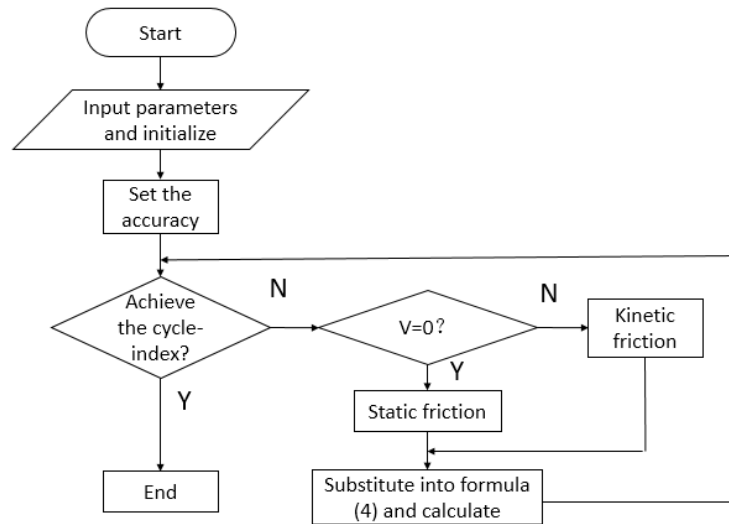 Start
Input parameters
and initialize
Set the
accuracy
Achieve
the cycle-
index?
N
V=0？
N
Kinetic
friction
Y
Y
Static friction
End
Substitute into formula
(4) and calculate